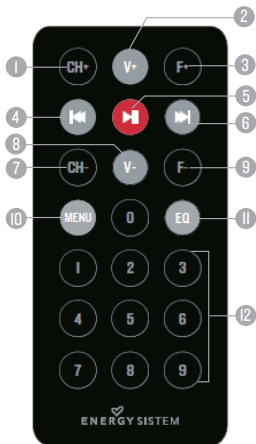 2
1 CH+ V+ F+ 3
5
4 6
8
7 CH- V- F- 9
10 MENU 0 EQ 11
1 2 3
12
4 5 6
7 8 9
ENERGY SISTEM